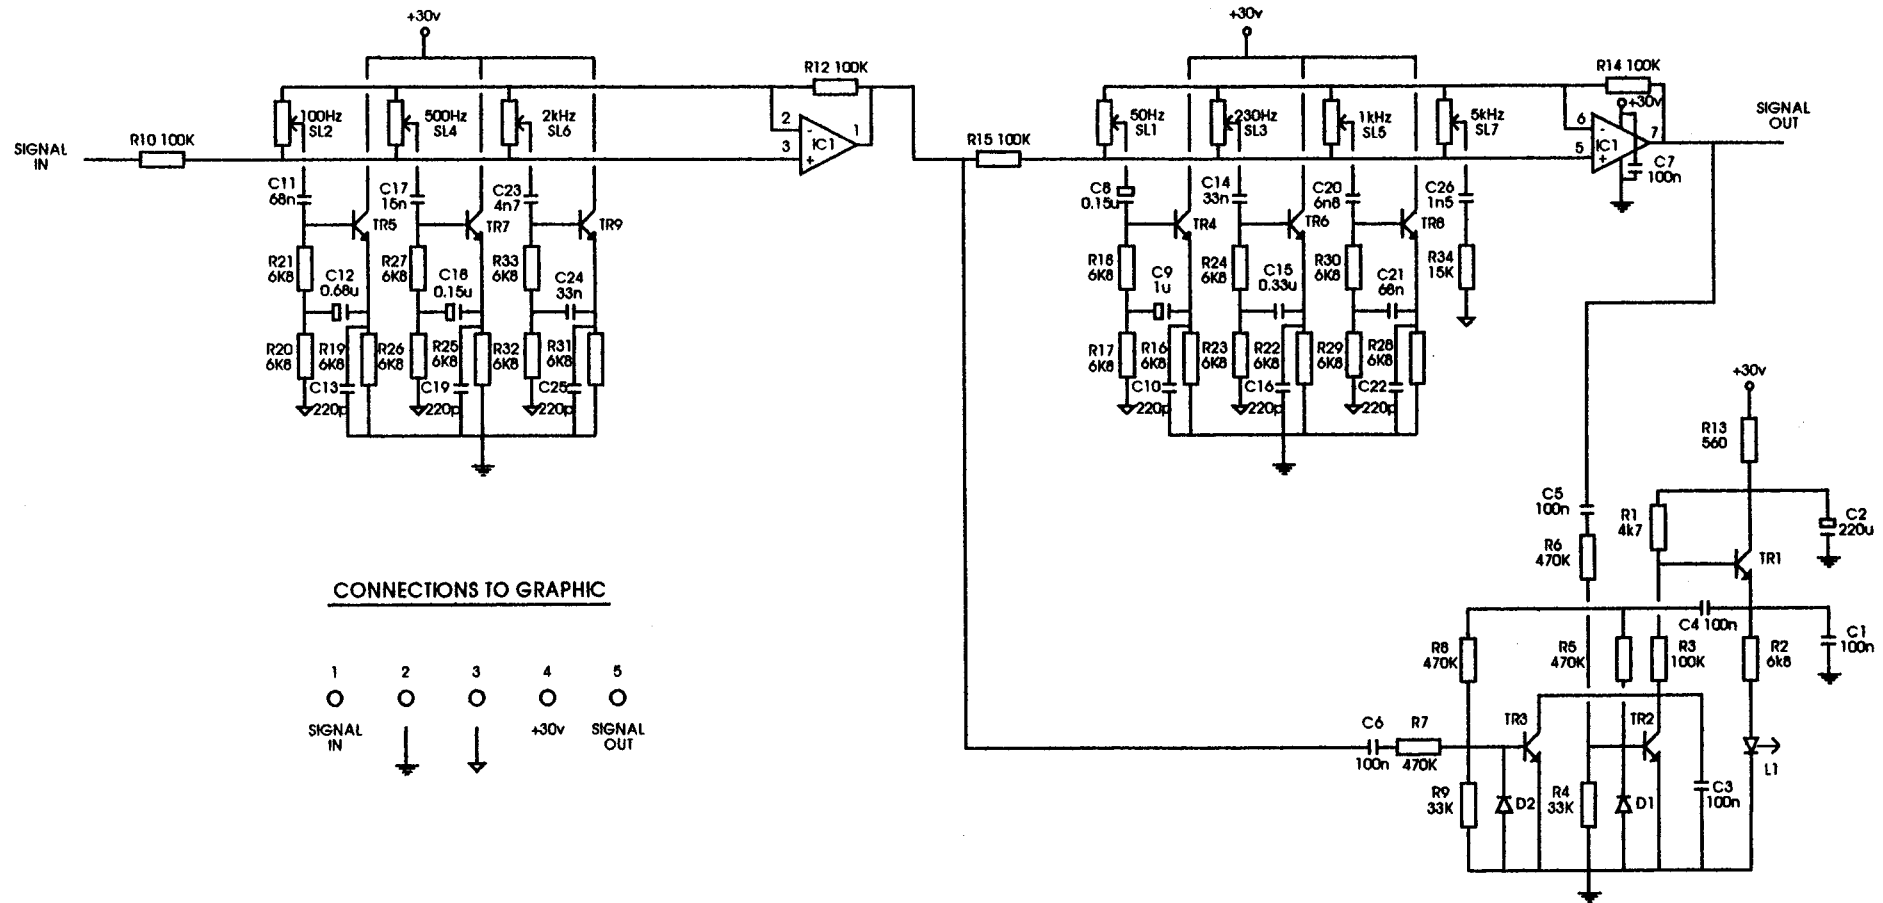 +30v
+30v
R12 100K
R14 100K
+30v
100Hz
SL2
500Hz
SL4
2kHz
SL6
50Hz
SL1
230Hz
SL3
1kHz
SL5
5kHz
SL7
SIGNAL
OUT
SIGNAL
IN
R10 100K
2
3
-
+
IC1
1
R15 100K
6
5
-
+
IC1
7
C7
100n
C11
68n
C17
15n
C23
4n7
C8
0.15u
C14
33n
C20
6n8
C26
1n5
TR5
TR7
TR9
TR4
TR6
TR8
R21
6K8
C12
0.68u
R27
6K8
C18
0.15u
R33
6K8
C24
33n
R18
6K8
C9
1u
R24
6K8
C15
0.33u
R30
6K8
C21
68n
R34
15K
R20
6K8
R19
6K8
R26
6K8
R25
6K8
R32
6K8
R31
6K8
R17
6K8
R16
6K8
R23
6K8
R22
6K8
R29
6K8
R28
6K8
C13
220p
C19
220p
C25
220p
C10
220p
C16
220p
C22
220p
+30v
R13
560
C5
100n
R1
4k7
C2
220u
R6
470K
TR1
CONNECTIONS TO GRAPHIC
C4 100n
C1
100n
R8
470K
R5
470K
R3
100K
R2
6k8
1
2
3
4
5
SIGNAL
IN
+30v
SIGNAL
OUT
C6
100n
R7
470K
TR3
TR2
L1
R9
33K
D2
R4
33K
D1
C3
100n